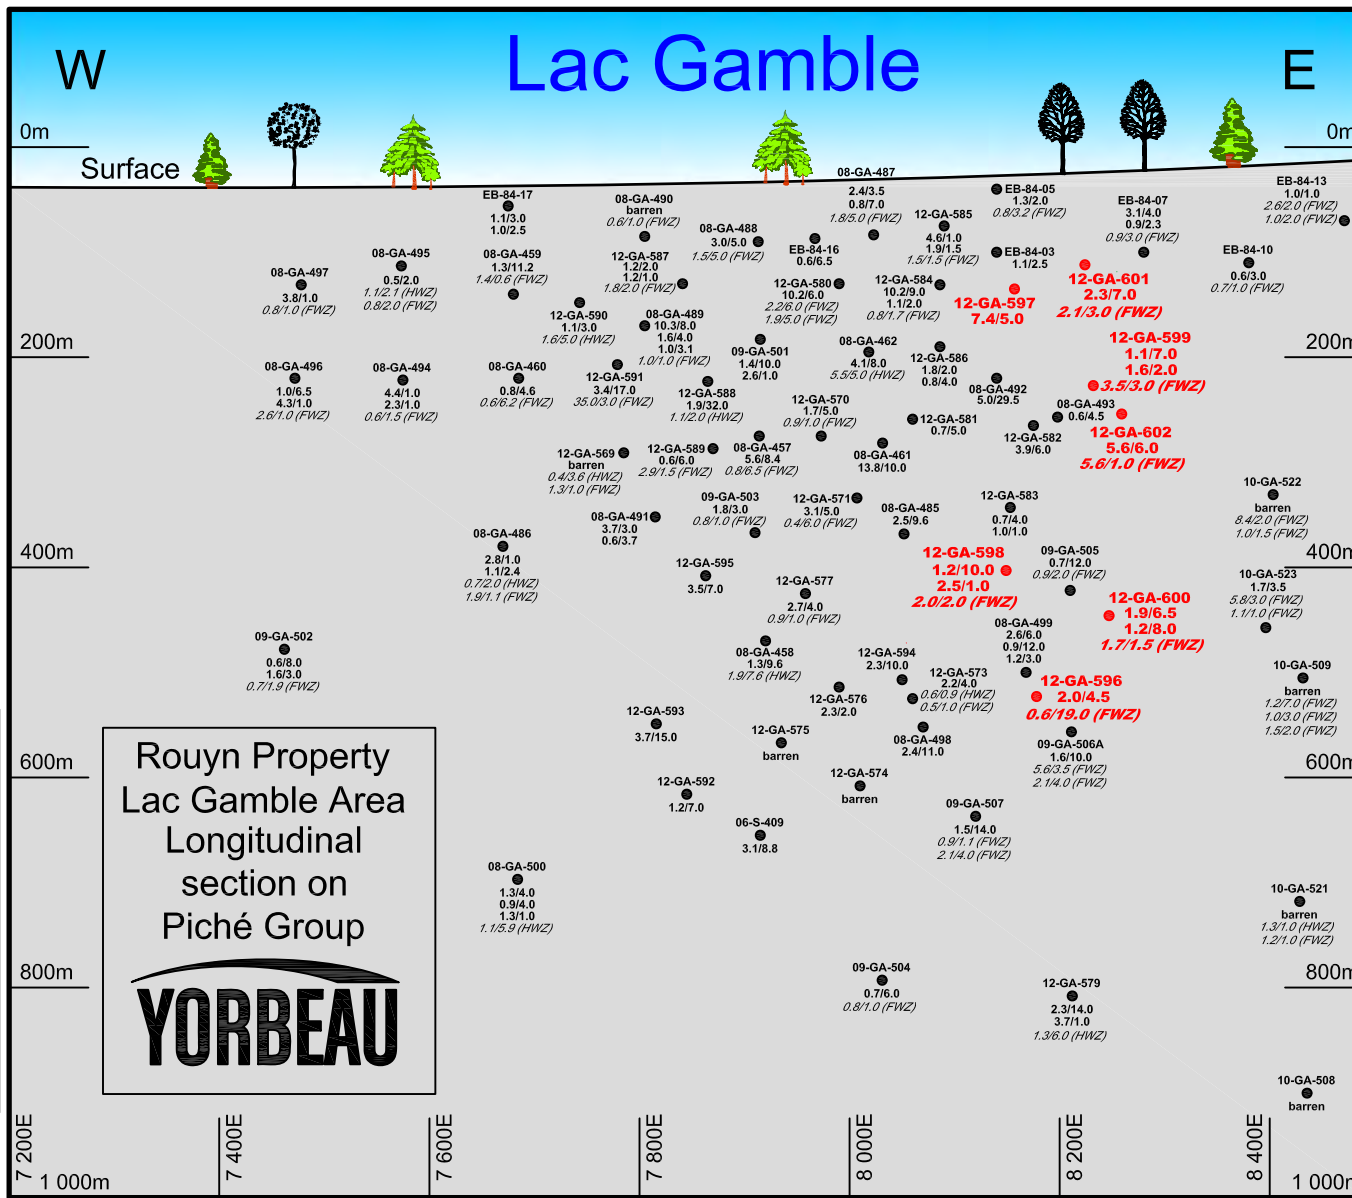 Lac Gamble
W
E
0m
0m
Surface
08-GA-487
2.4/3.5
0.8/7.0
1.8/5.0 (FWZ)
EB-84-17
1.1/3.0
1.0/2.5
08-GA-490
barren
0.6/1.0 (FWZ)
08-GA-488
3.0/5.0
1.5/5.0 (FWZ)
EB-84-16
0.6/6.5
12-GA-585
4.6/1.0
1.9/1.5
1.5/1.5 (FWZ)
EB-84-05
1.3/2.0
0.8/3.2 (FWZ)
EB-84-03
1.1/2.5
EB-84-07
3.1/4.0
0.9/2.3
0.9/3.0 (FWZ)
EB-84-13
1.0/1.0
2.6/2.0 (FWZ)
1.0/2.0 (FWZ)
EB-84-10
0.6/3.0
0.7/1.0 (FWZ)
08-GA-497
3.8/1.0
0.8/1.0 (FWZ)
08-GA-495
0.5/2.0
1.1/2.1 (HWZ)
0.8/2.0 (FWZ)
08-GA-459
1.3/11.2
1.4/0.6 (FWZ)
12-GA-587
1.2/2.0
1.2/1.0
1.8/2.0 (FWZ)
12-GA-580
10.2/6.0
2.2/6.0 (FWZ)
1.9/5.0 (FWZ)
12-GA-584
10.2/9.0
1.1/2.0
0.8/1.7 (FWZ)
12-GA-597
7.4/5.0
12-GA-601
2.3/7.0
2.1/3.0 (FWZ)
12-GA-590
1.1/3.0
1.6/5.0 (HWZ)
08-GA-489
10.3/8.0
1.6/4.0
1.0/3.1
1.0/1.0 (FWZ)
200m
200m
09-GA-501
1.4/10.0
2.6/1.0
08-GA-462
4.1/8.0
5.5/5.0 (HWZ)
12-GA-586
1.8/2.0
0.8/4.0
12-GA-599
1.1/7.0
1.6/2.0
3.5/3.0 (FWZ)
08-GA-496
1.0/6.5
4.3/1.0
2.6/1.0 (FWZ)
08-GA-494
4.4/1.0
2.3/1.0
0.6/1.5 (FWZ)
08-GA-460
0.8/4.6
0.6/6.2 (FWZ)
12-GA-591
3.4/17.0
35.0/3.0 (FWZ)
12-GA-588
1.9/32.0
1.1/2.0 (HWZ)
12-GA-570
1.7/5.0
0.9/1.0 (FWZ)
08-GA-492
5.0/29.5
08-GA-493
0.6/4.5
12-GA-581
0.7/5.0
12-GA-582
3.9/6.0
12-GA-602
5.6/6.0
5.6/1.0 (FWZ)
12-GA-569
barren
0.4/3.6 (HWZ)
1.3/1.0 (FWZ)
12-GA-589
0.6/6.0
2.9/1.5 (FWZ)
08-GA-457
5.6/8.4
0.8/6.5 (FWZ)
08-GA-461
13.8/10.0
10-GA-522
barren
8.4/2.0 (FWZ)
1.0/1.5 (FWZ)
08-GA-491
3.7/3.0
0.6/3.7
09-GA-503
1.8/3.0
0.8/1.0 (FWZ)
12-GA-571
3.1/5.0
0.4/6.0 (FWZ)
08-GA-485
2.5/9.6
12-GA-583
0.7/4.0
1.0/1.0
08-GA-486
2.8/1.0
1.1/2.4
0.7/2.0 (HWZ)
1.9/1.1 (FWZ)
400m
400m
12-GA-598
1.2/10.0
2.5/1.0
2.0/2.0 (FWZ)
09-GA-505
0.7/12.0
0.9/2.0 (FWZ)
12-GA-595
3.5/7.0
12-GA-577
2.7/4.0
0.9/1.0 (FWZ)
10-GA-523
1.7/3.5
5.8/3.0 (FWZ)
1.1/1.0 (FWZ)
12-GA-600
1.9/6.5
1.2/8.0
1.7/1.5 (FWZ)
09-GA-502
0.6/8.0
1.6/3.0
0.7/1.9 (FWZ)
08-GA-458
1.3/9.6
1.9/7.6 (HWZ)
12-GA-594
2.3/10.0
08-GA-499
2.6/6.0
0.9/12.0
1.2/3.0
12-GA-573
2.2/4.0
0.6/0.9 (HWZ)
0.5/1.0 (FWZ)
12-GA-596
2.0/4.5
0.6/19.0 (FWZ)
10-GA-509
barren
1.2/7.0 (FWZ)
1.0/3.0 (FWZ)
1.5/2.0 (FWZ)
12-GA-576
2.3/2.0
12-GA-593
3.7/15.0
12-GA-575
barren
08-GA-498
2.4/11.0
09-GA-506A
1.6/10.0
5.6/3.5 (FWZ)
2.1/4.0 (FWZ)
600m
600m
12-GA-592
1.2/7.0
12-GA-574
barren
06-S-409
3.1/8.8
09-GA-507
1.5/14.0
0.9/1.1 (FWZ)
2.1/4.0 (FWZ)
08-GA-500
1.3/4.0
0.9/4.0
1.3/1.0
1.1/5.9 (HWZ)
10-GA-521
barren
1.3/1.0 (HWZ)
1.2/1.0 (FWZ)
800m
800m
09-GA-504
0.7/6.0
0.8/1.0 (FWZ)
12-GA-579
2.3/14.0
3.7/1.0
1.3/6.0 (HWZ)
10-GA-508
barren
Rouyn Property
Lac Gamble Area
Longitudinal
section on
Piché Group
YORBEAU
7 200E
7 400E
7 600E
7 800E
8 000E
8 200E
8 400E
1 000m
1 000m